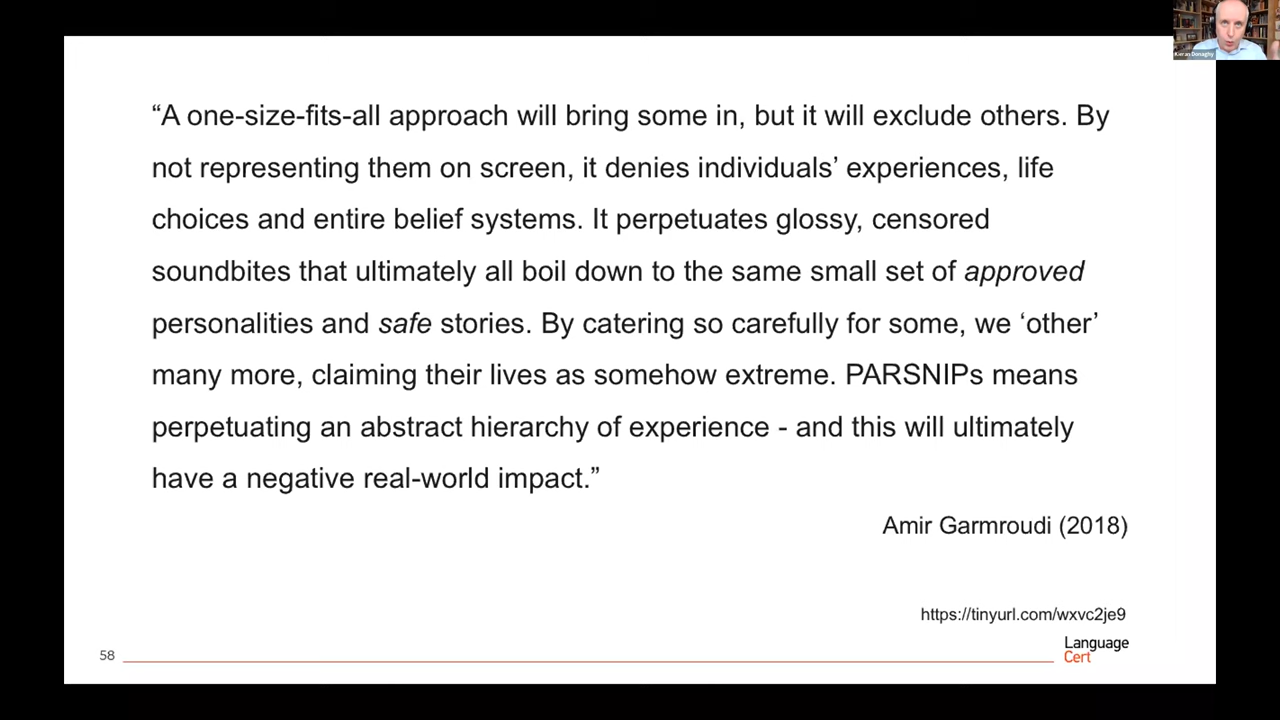 Kieran Donaghy
“A one-size-fits-all approach will bring some in, but it will exclude others. By
not representing them on screen, it denies individuals’ experiences, life
choices and entire belief systems. It perpetuates glossy, censored
soundbites that ultimately all boil down to the same small set of approved
personalities and safe stories. By catering so carefully for some, we ‘other’
many more, claiming their lives as somehow extreme. PARSNIPs means
perpetuating an abstract hierarchy of experience - and this will ultimately
have a negative real-world impact.”
Amir Garmroudi (2018)
https://tinyurl.com/wxvc2je9
58
Language
Cert